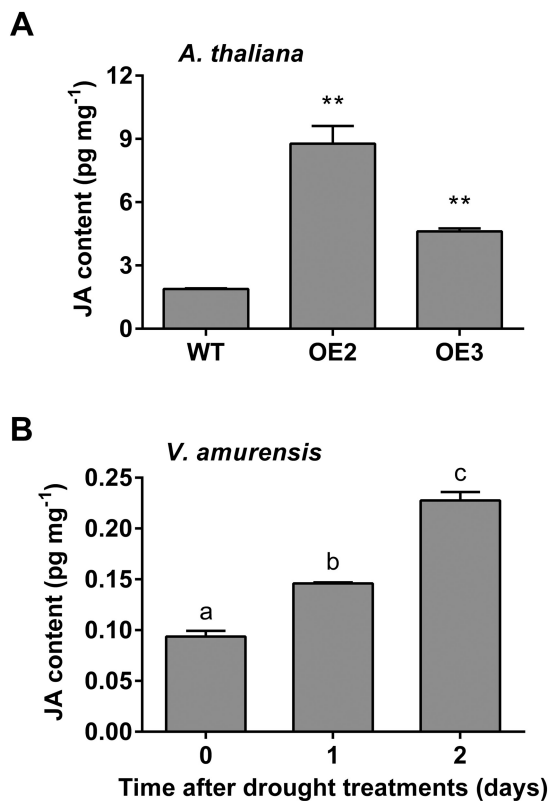 A
A. thaliana
JA content (pg mg-1)
12
9
6
3
0
**
**
WT OE2 OE3
B
V. amurensis
JA content (pg mg-1)
0.25
0.20
0.15
0.10
0.05
0.00
a
b
c
0 1 2
Time after drought treatments (days)